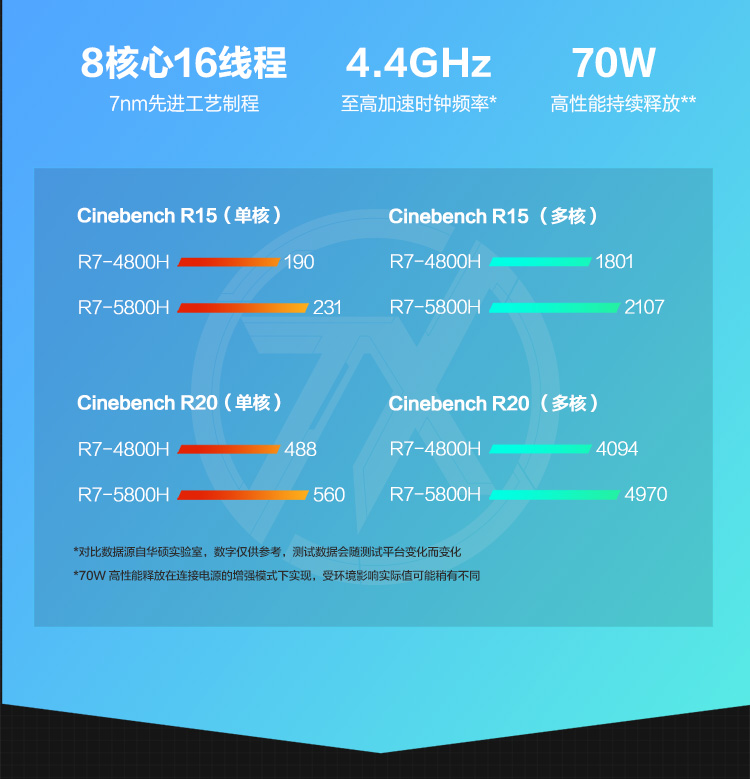 8核心16线程 4.4GHz 70W
7nm先进工艺制程 至高加速时钟频率* 高性能持续释放**
Cinebench R15（单核）
R7-4800H 190
R7-5800H 231
Cinebench R15（多核）
R7-4800H 1801
R7-5800H 2107
Cinebench R20（单核）
R7-4800H 488
R7-5800H 560
Cinebench R20（多核）
R7-4800H 4094
R7-5800H 4970
*对比数据源自华硕实验室，数字仅供参考，测试数据会随测试平台变化而变化
*70W 高性能释放在连接电源的增强模式下实现，受环境影响实际值可能稍有不同